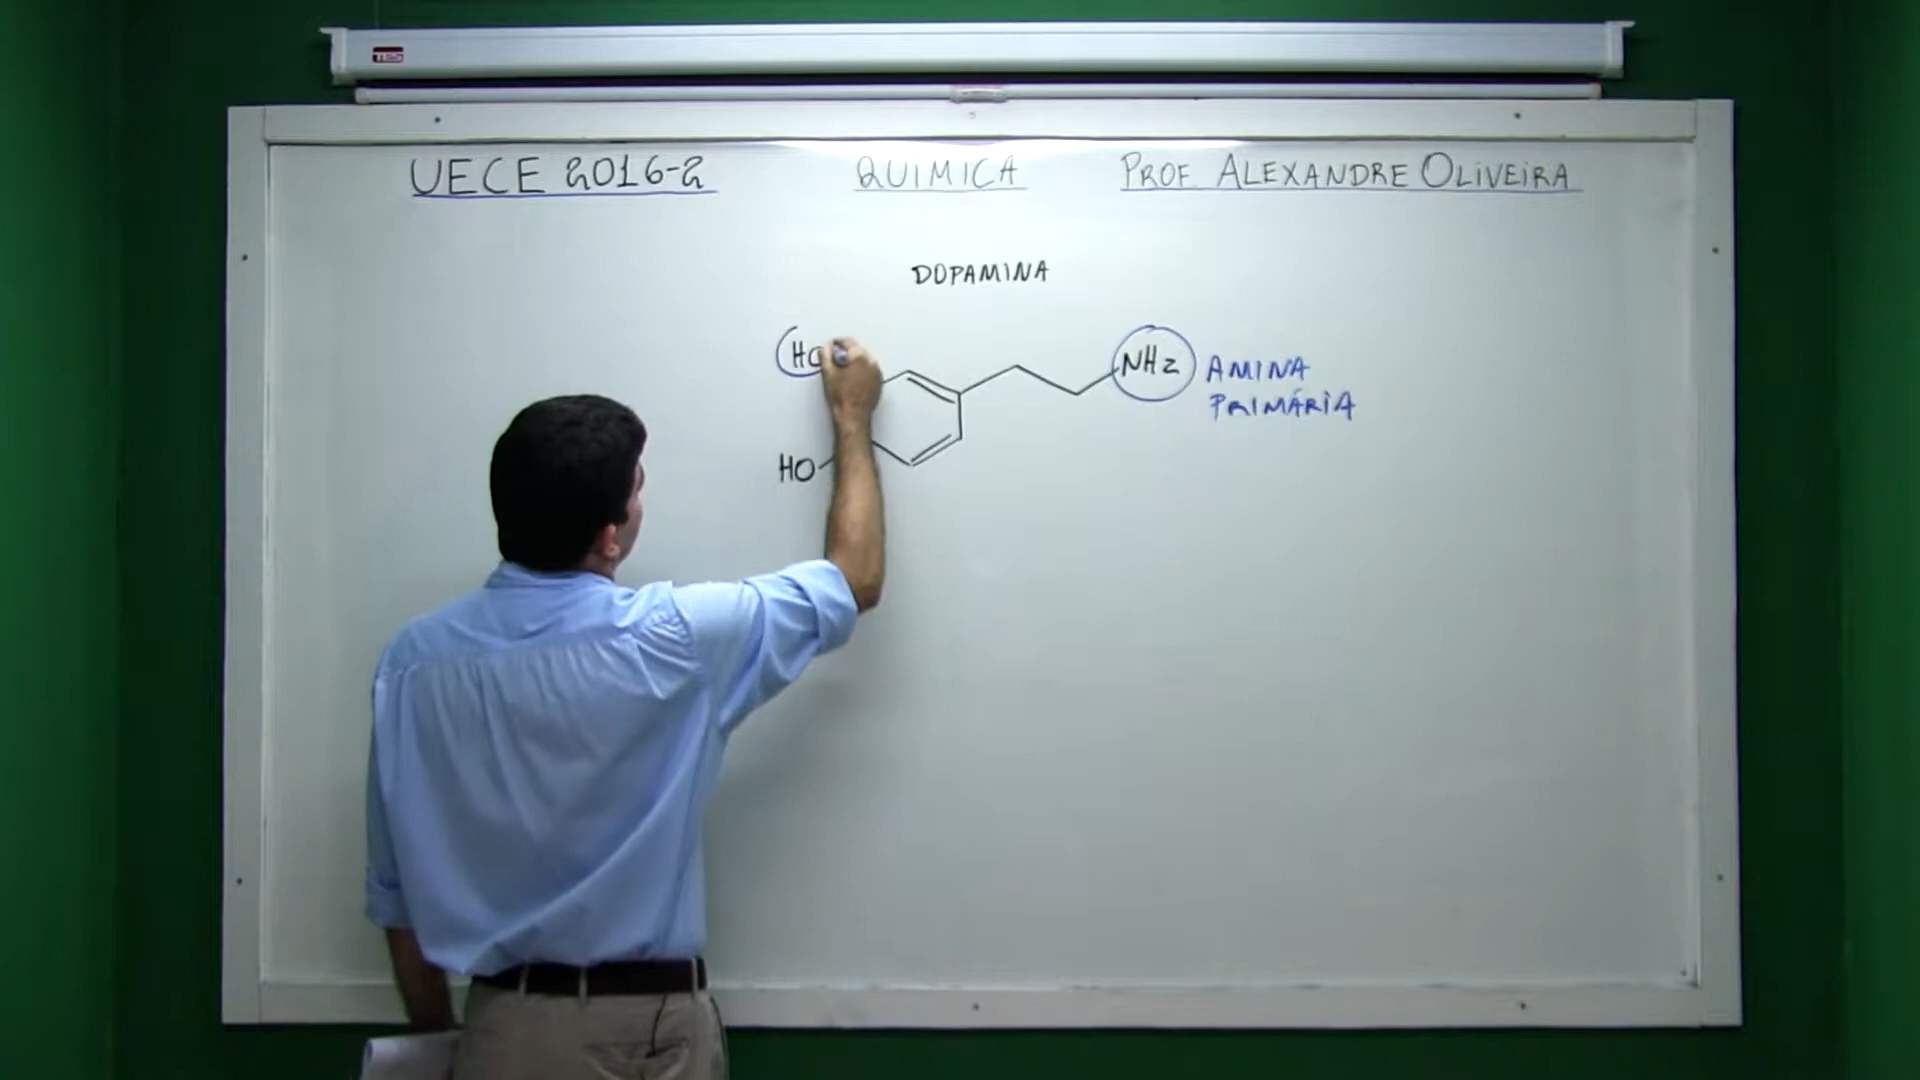 UECE 2016-2 QUIMICA PROF. ALEXANDRE OLIVEIRA
DOPAMINA
HO
NH2 AMINA
PRIMÁRIA
HO